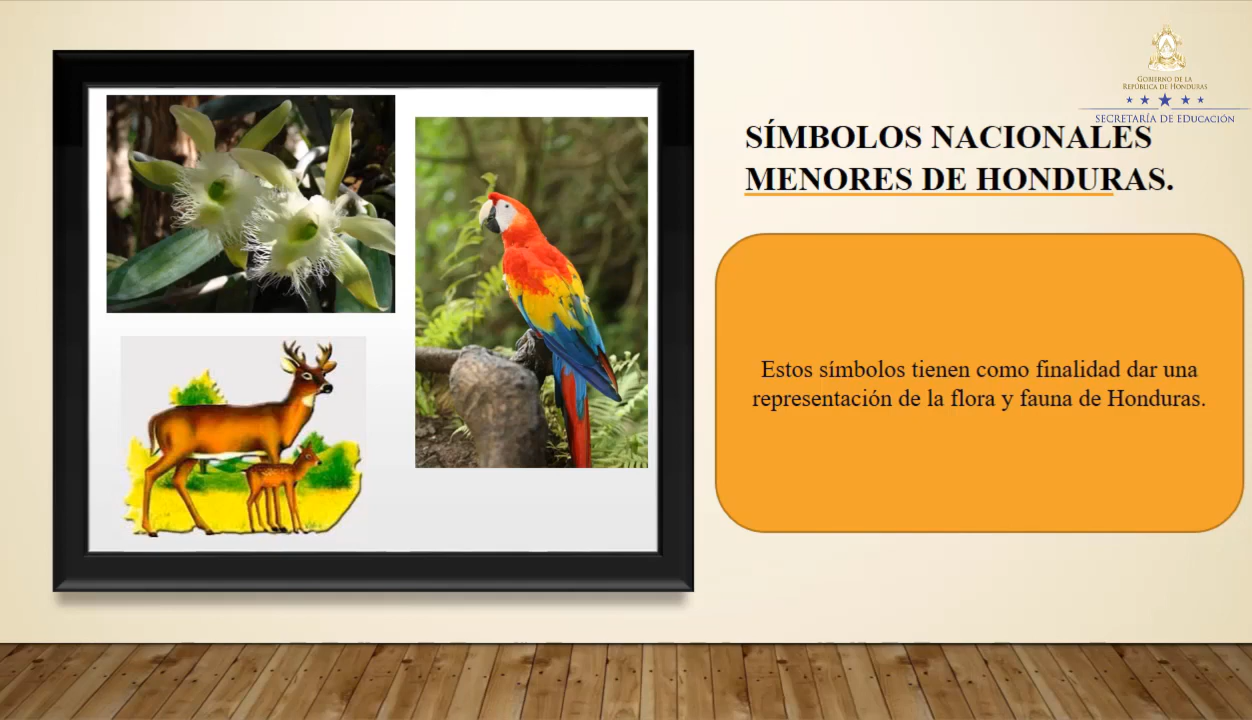 GOBIERNO DE LA
REPÚBLICA DE HONDURAS
SECRETARÍA DE EDUCACIÓN
SÍMBOLOS NACIONALES
MENORES DE HONDURAS.
Estos símbolos tienen como finalidad dar una
representación de la flora y fauna de Honduras.